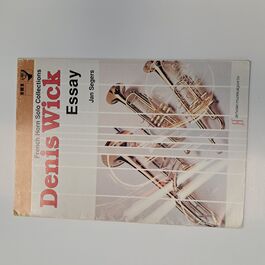 French Horn Solo Collections
Denis Wick
Essay
Jan Segers